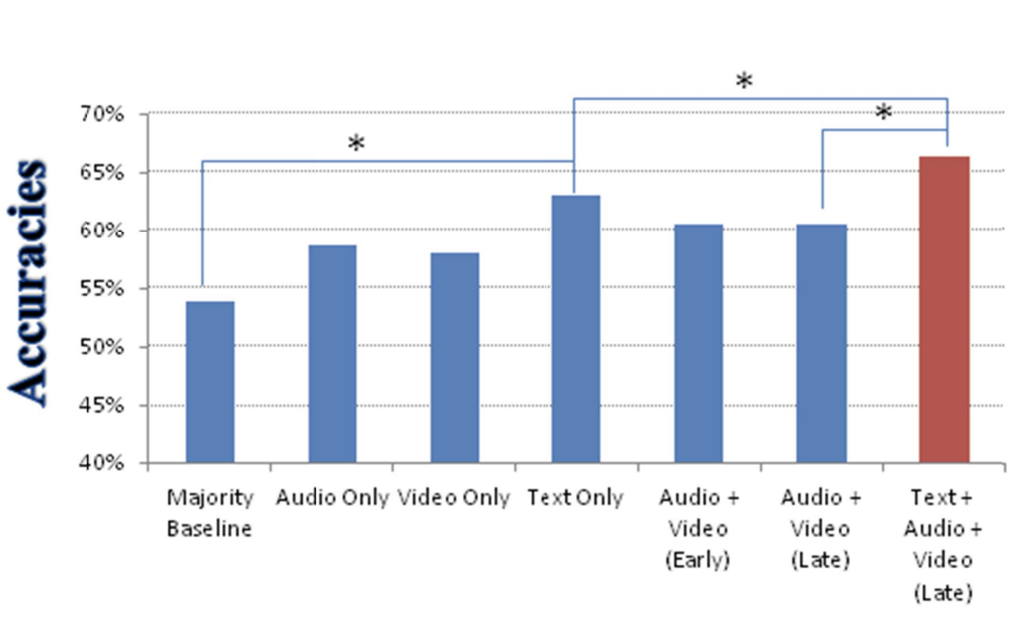 *
*
*
70%
65%
60%
55%
50%
45%
40%
Accuracies
Majority Baseline
Audio Only
Video Only
Text Only
Audio +
Video
(Early)
Audio +
Video
(Late)
Text +
Audio +
Video
(Late)